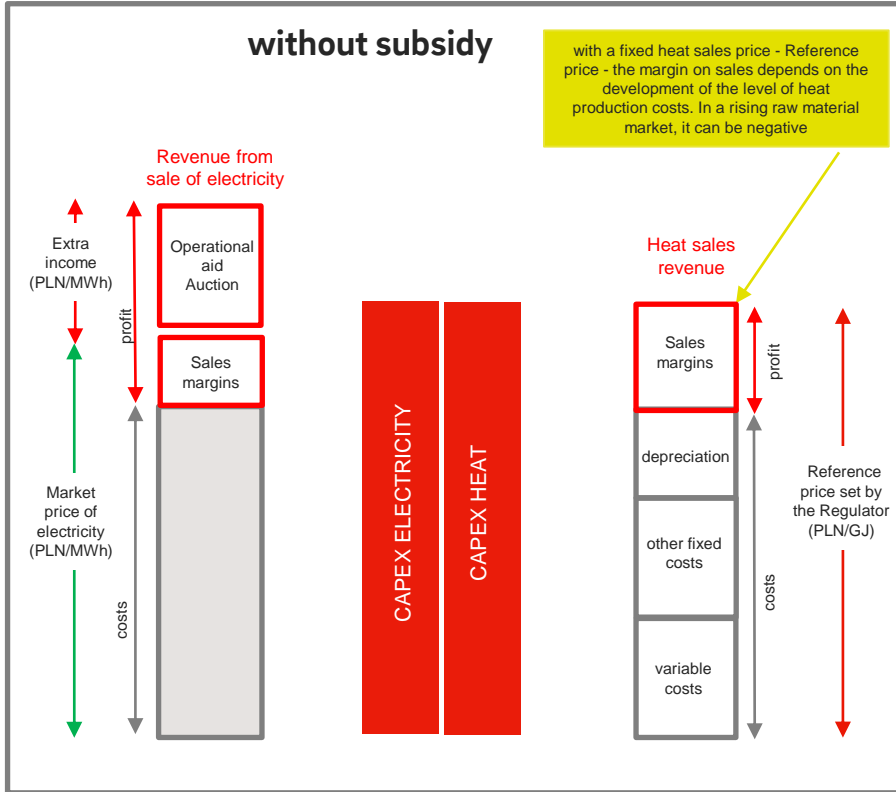 without subsidy
with a fixed heat sales price - Reference
price - the margin on sales depends on the
development of the level of heat
production costs. In a rising raw material
market, it can be negative
Revenue from
sale of electricity
Extra
income
(PLN/MWh)
profit
Operational
aid
Auction
Sales
margins
Market
price of
electricity
(PLN/MWh)
costs
CAPEX ELECTRICITY
CAPEX HEAT
Heat sales
revenue
Sales
margins
profit
depreciation
other fixed
costs
variable
costs
costs
Reference
price set by
the Regulator
(PLN/GJ)